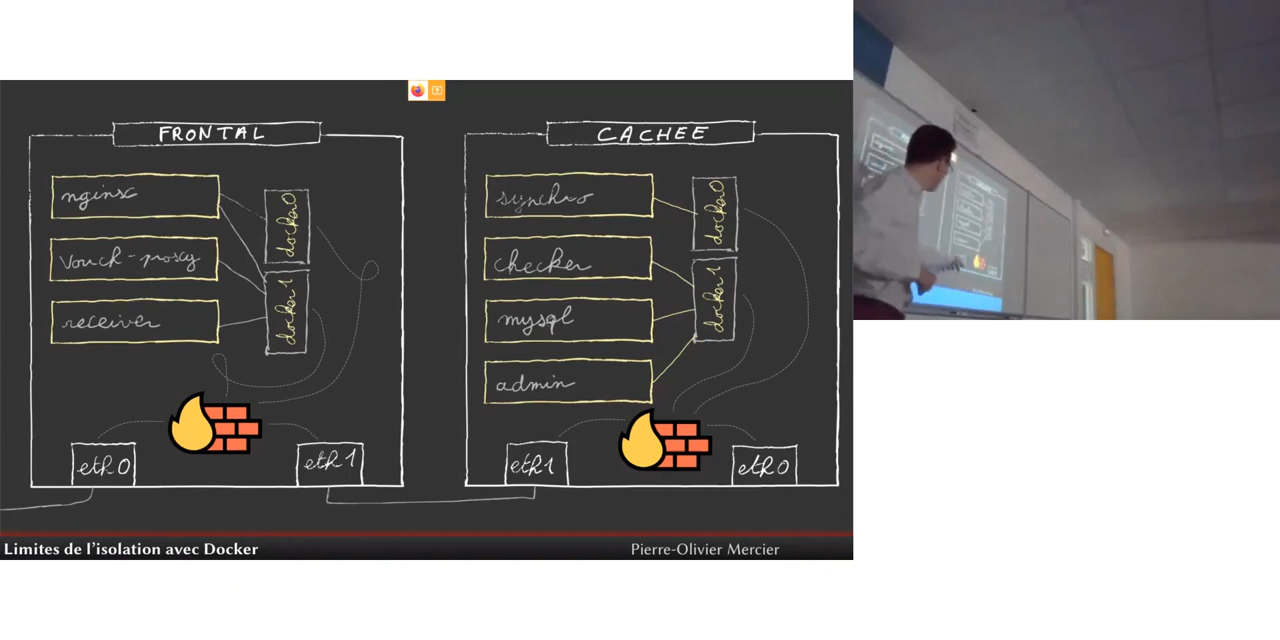 FRONTAL
nginx
vouch-proxy
receiver
docker0
docker1
eth0
eth1
CACHEE
synchro
checker
mysql
admin
docker0
docker1
eth1
eth0
Limites de l'isolation avec Docker
Pierre-Olivier Mercier